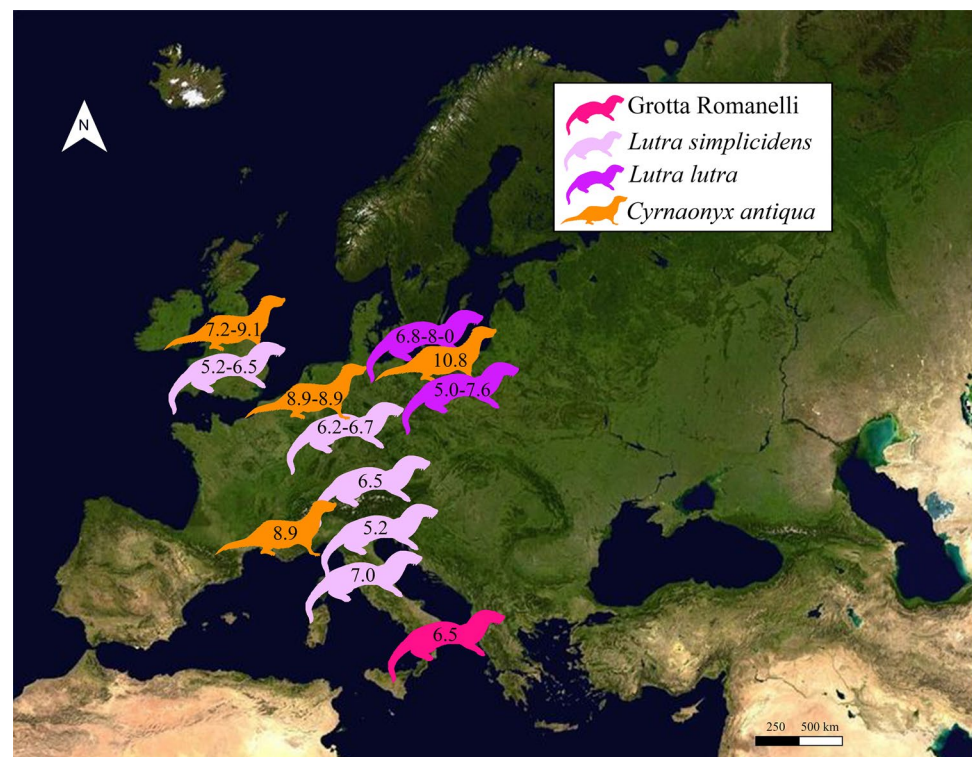 N
Grotta Romanelli
Lutra simplicidens
Lutra lutra
Cyrnaonyx antiqua
7.2-9.1
6.8-8-0
5.2-6.5
10.8
8.9-8.9
5.0-7.6
6.2-6.7
6.5
8.9
5.2
7.0
6.5
250 500 km